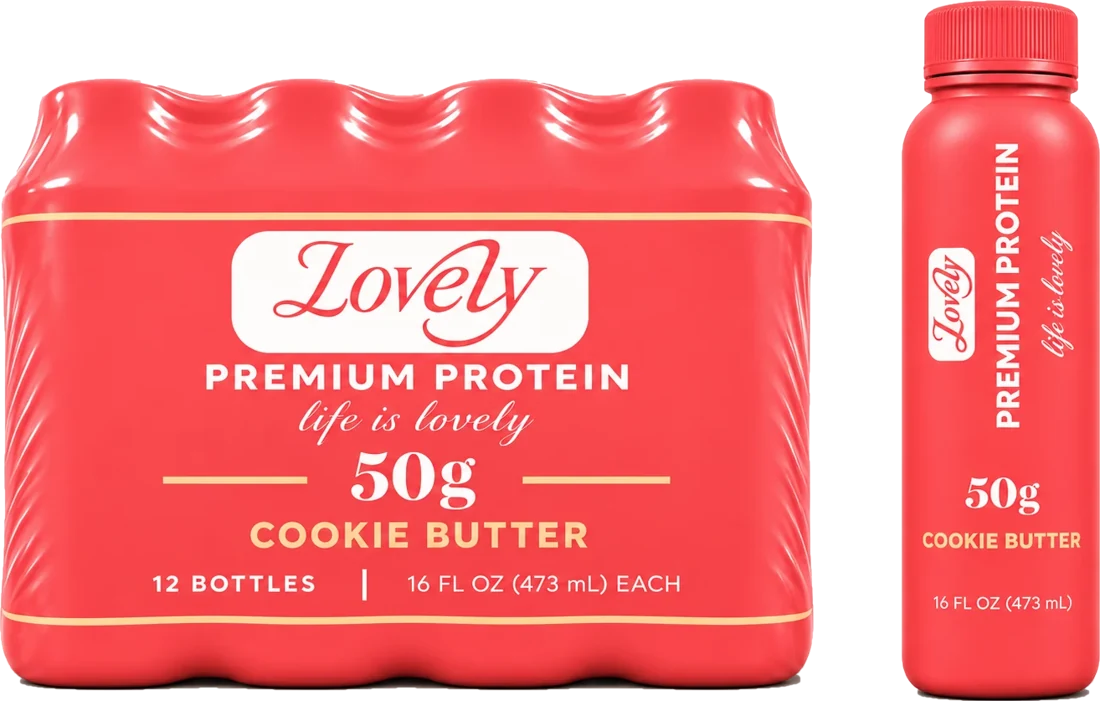 Lovely
PREMIUM PROTEIN
life is lovely
50g
COOKIE BUTTER
12 BOTTLES | 16 FL OZ (473 mL) EACH
Lovely
PREMIUM PROTEIN
life is lovely
50g
COOKIE BUTTER
16 FL OZ (473 mL)